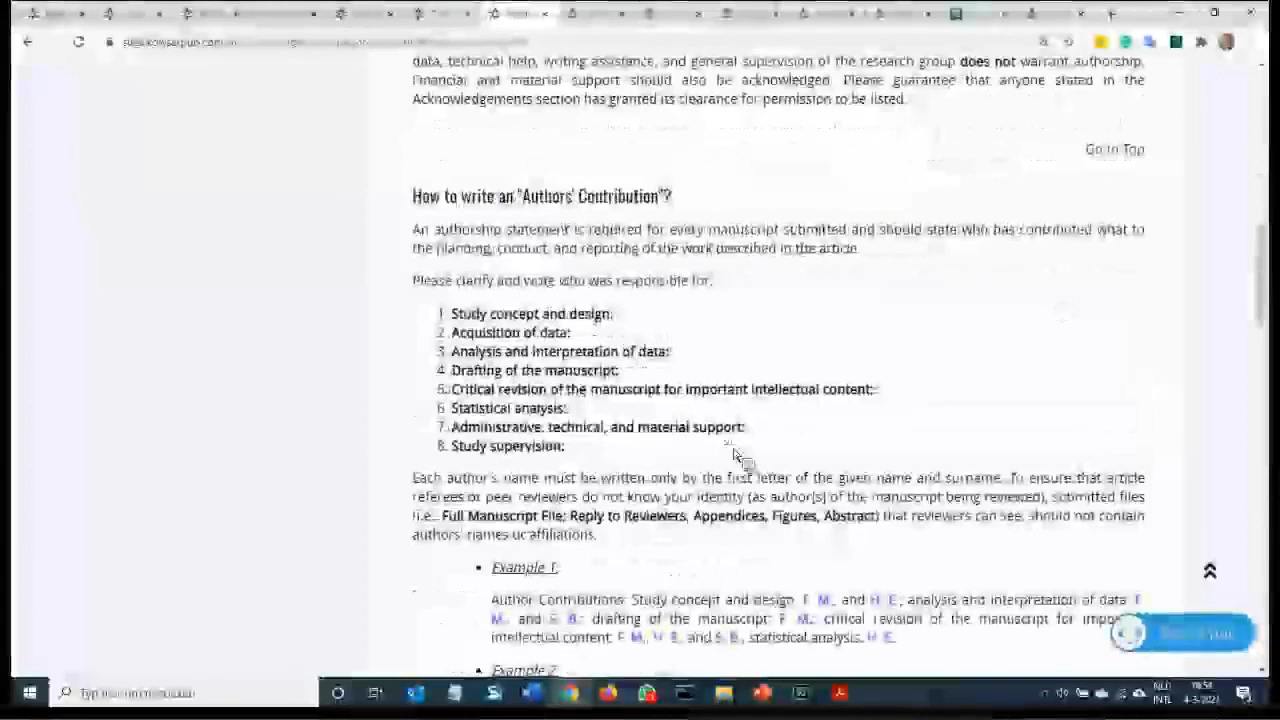 data, technical help, writing assistance, and general supervision of the research group does not warrant authorship.
Financial and material support should also be acknowledged. Please guarantee that anyone stated in the
Acknowledgements section has granted its clearance for permission to be listed.
Go to Top
How to write an "Authors' Contribution"?
An authorship statement is required for every manuscript submitted and should state who has contributed what to
the planning, conduct, and reporting of the work described in the article.
Please clarify and write who was responsible for:
1. Study concept and design:
2. Acquisition of data:
3. Analysis and interpretation of data:
4. Drafting of the manuscript:
5. Critical revision of the manuscript for important intellectual content:
6. Statistical analysis:
7. Administrative, technical, and material support:
8. Study supervision:
Each author's name must be written only by the first letter of the given name and surname. To ensure that article
referees or peer reviewers do not know your identity (as author[s] of the manuscript being reviewed), submitted files
(i.e., Full Manuscript File, Reply to Reviewers, Appendices, Figures, Abstract) that reviewers can see, should not contain
authors' names or affiliations.
• Example 1:
Author Contributions: Study concept and design: F. M., and H. E.; analysis and interpretation of data: F.
M., and S. B.; drafting of the manuscript: F. M.; critical revision of the manuscript for
intellectual content: F. M., H. E., and S. B.; statistical analysis: H. E.
• Example 2
NLD
INTL